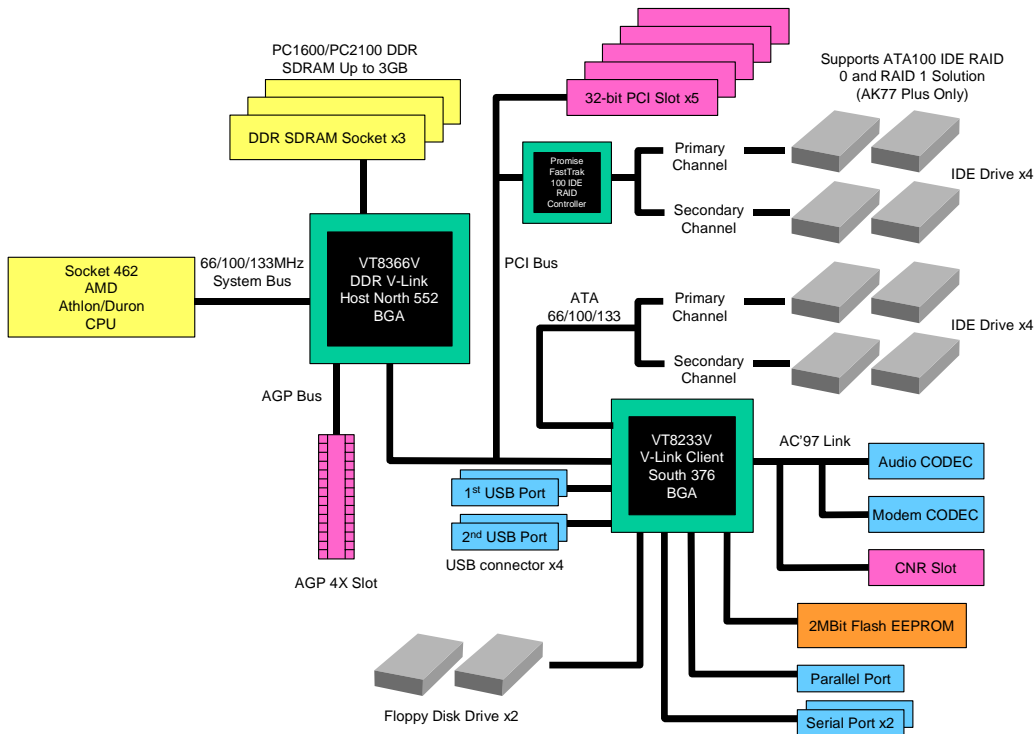 PC1600/PC2100 DDR
SDRAM Up to 3GB
DDR SDRAM Socket x3
32-bit PCI Slot x5
Supports ATA100 IDE RAID
0 and RAID 1 Solution
(AK77 Plus Only)
Promise
FastTrak
100 IDE
RAID
Controller
Primary
Channel
Secondary
Channel
IDE Drive x4
Socket 462
AMD
Athlon/Duron
CPU
66/100/133MHz
System Bus
VT8366V
DDR V-Link
Host North 552
BGA
PCI Bus
ATA
66/100/133
Primary
Channel
Secondary
Channel
IDE Drive x4
AGP Bus
AGP 4X Slot
VT8233V
V-Link Client
South 376
BGA
AC'97 Link
Audio CODEC
Modem CODEC
CNR Slot
1st USB Port
2nd USB Port
USB connector x4
2MBit Flash EEPROM
Parallel Port
Serial Port x2
Floppy Disk Drive x2